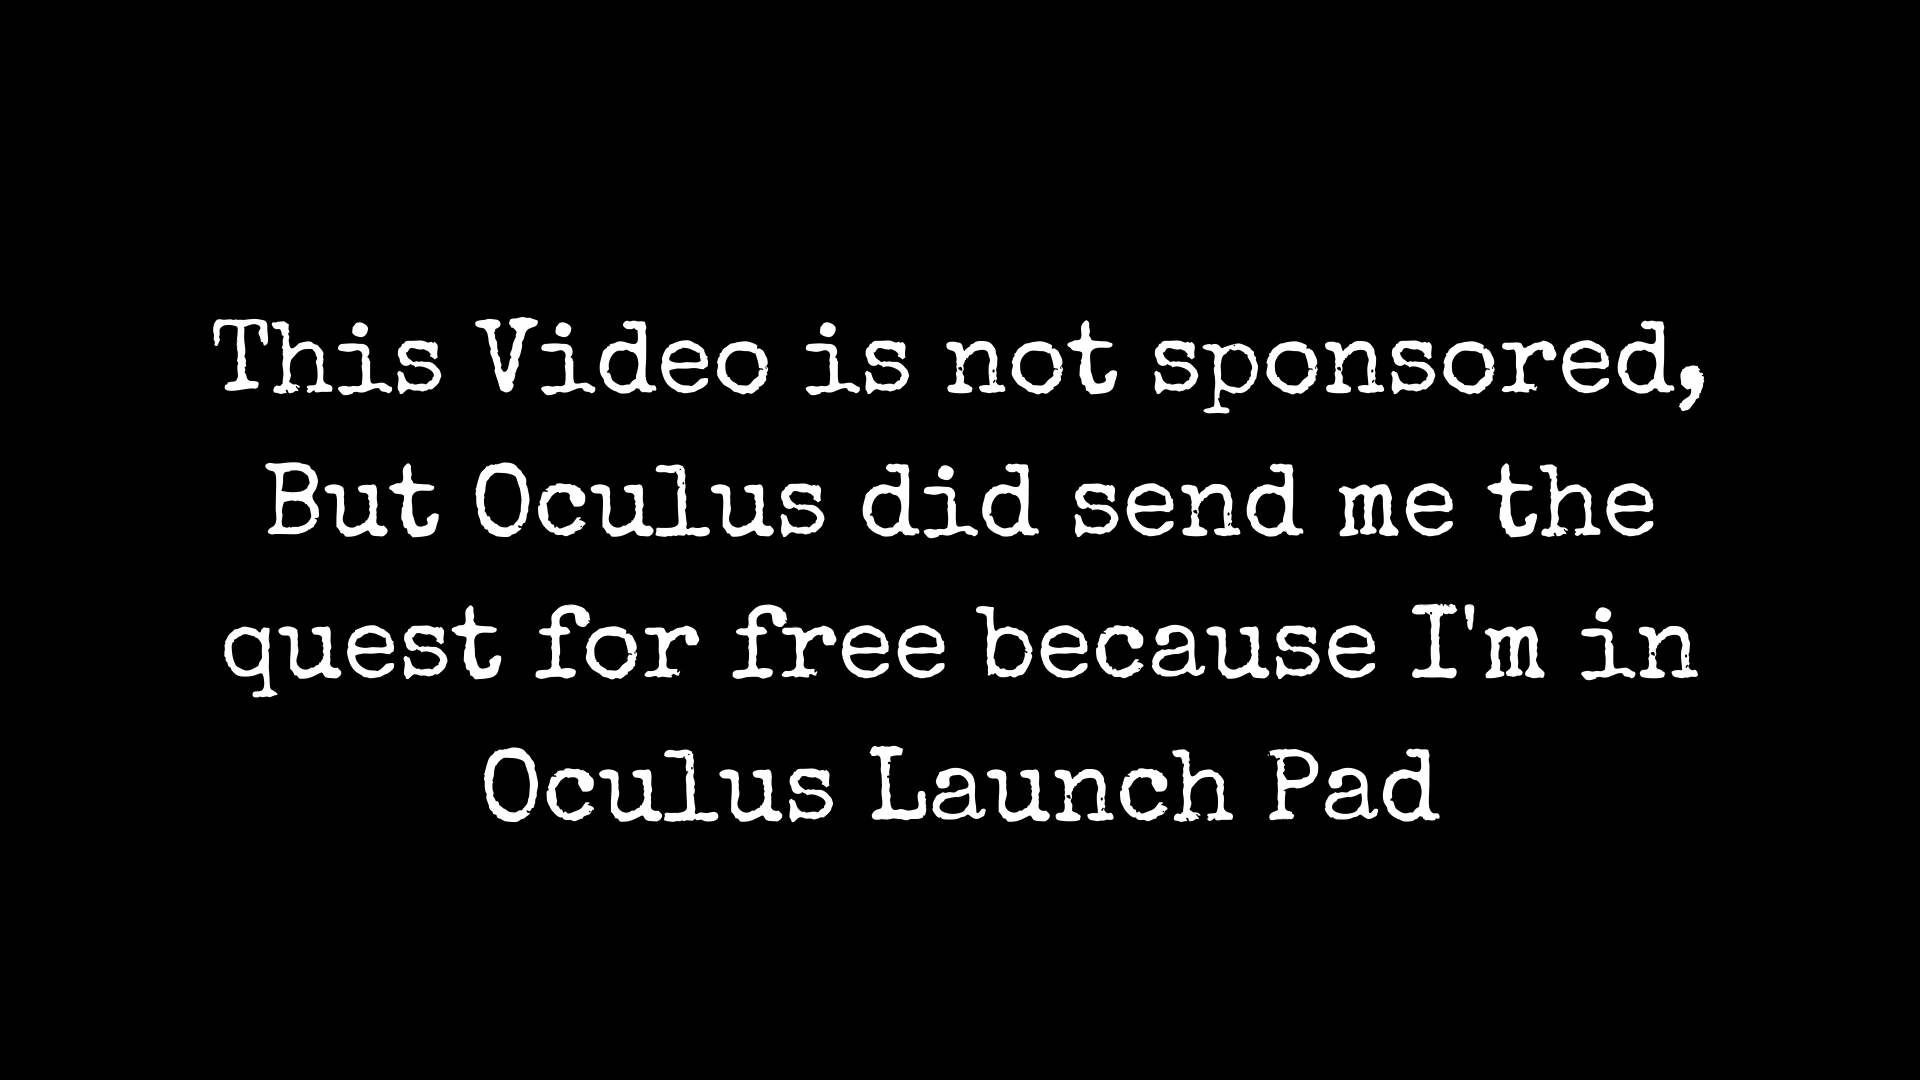 This Video is not sponsored,
But Oculus did send me the
quest for free because I'm in
Oculus Launch Pad